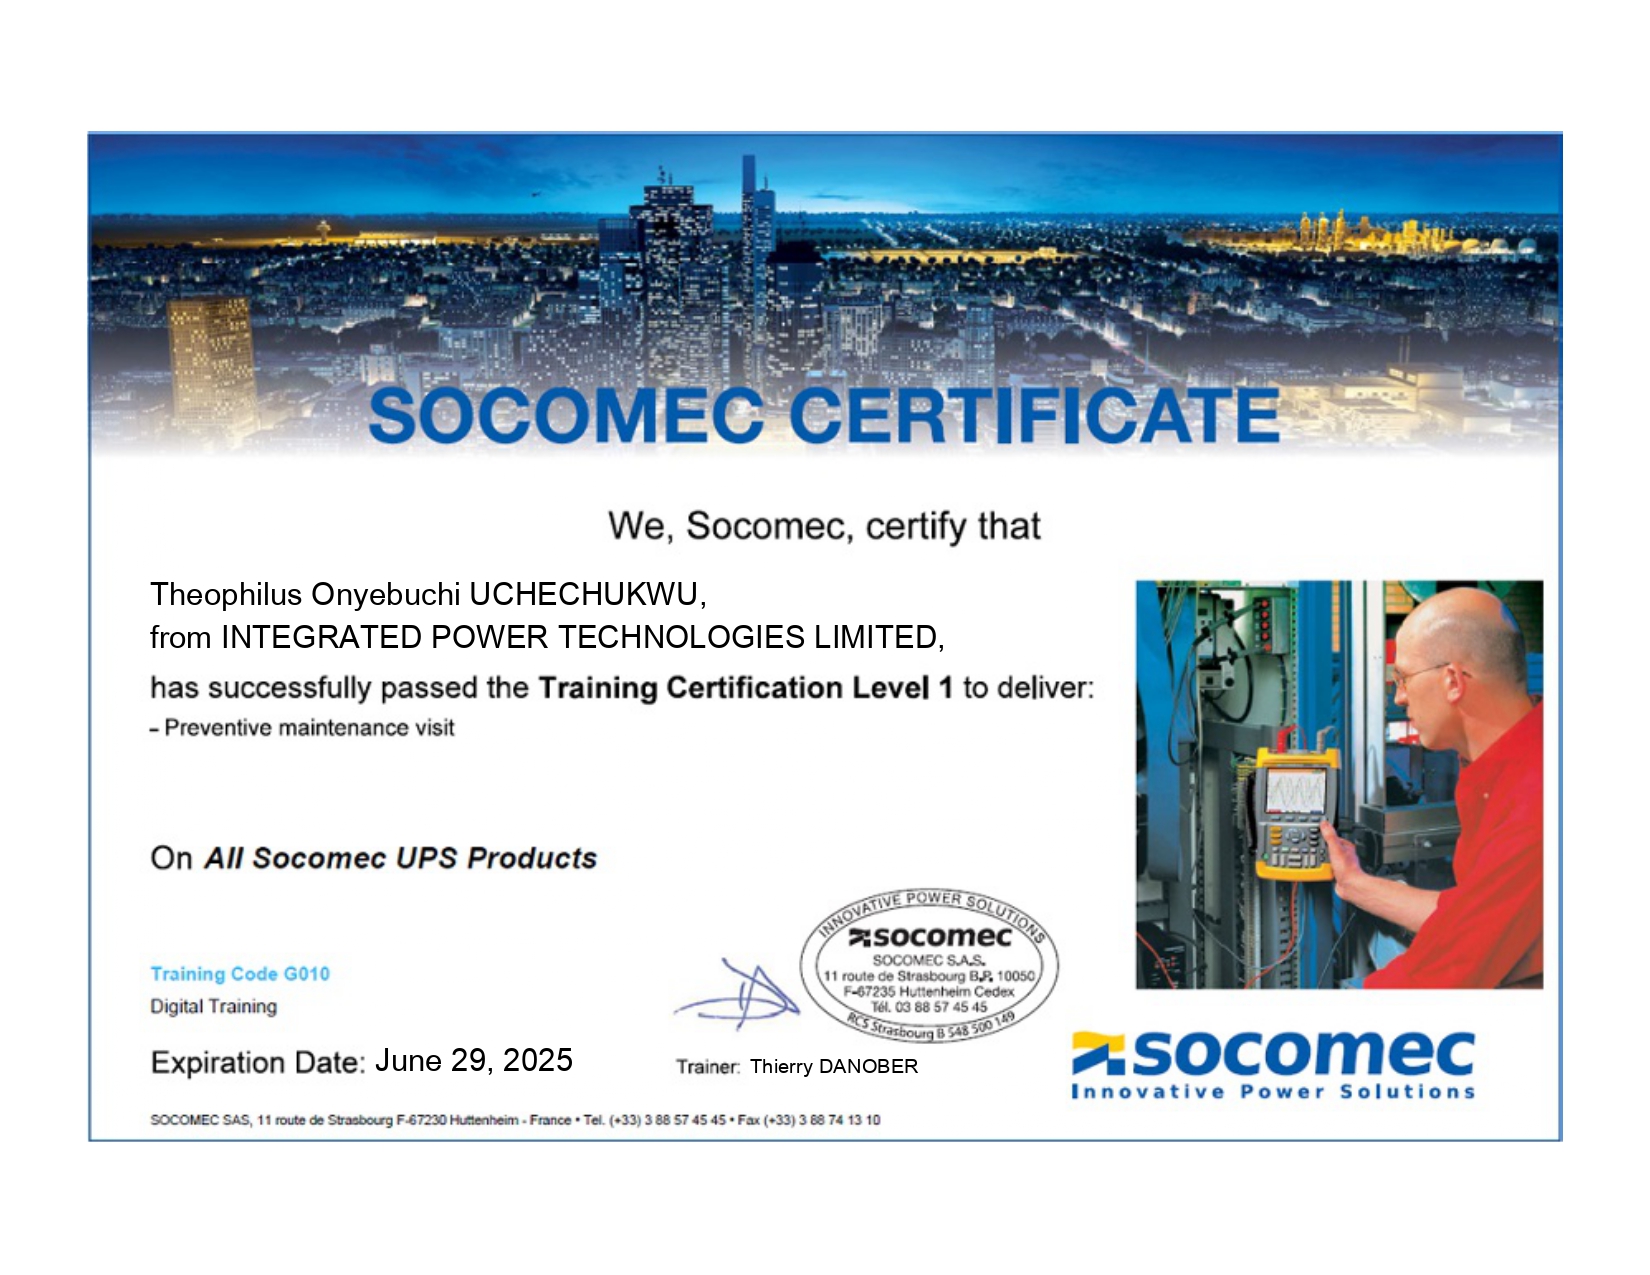 SOCOMEC CERTIFICATE
We, Socomec, certify that
Theophilus Onyebuchi UCHECHUKWU,
from INTEGRATED POWER TECHNOLOGIES LIMITED,
has successfully passed the Training Certification Level 1 to deliver:
– Preventive maintenance visit
On All Socomec UPS Products
INNOVATIVE POWER SOLUTIONS
socomec
SOCOMEC S.A.S.
11 route de Strasbourg B.P. 10050
F-67235 Huttenheim Cedex
Tél. 03 88 57 45 45
RCS Strasbourg B 548 500 149
Training Code G010
Digital Training
Expiration Date: June 29, 2025
Trainer: Thierry DANOBER
socomec
Innovative Power Solutions
SOCOMEC SAS, 11 route de Strasbourg F-67230 Huttenheim - France • Tel. (+33) 3 88 57 45 45 • Fax (+33) 3 88 74 13 10